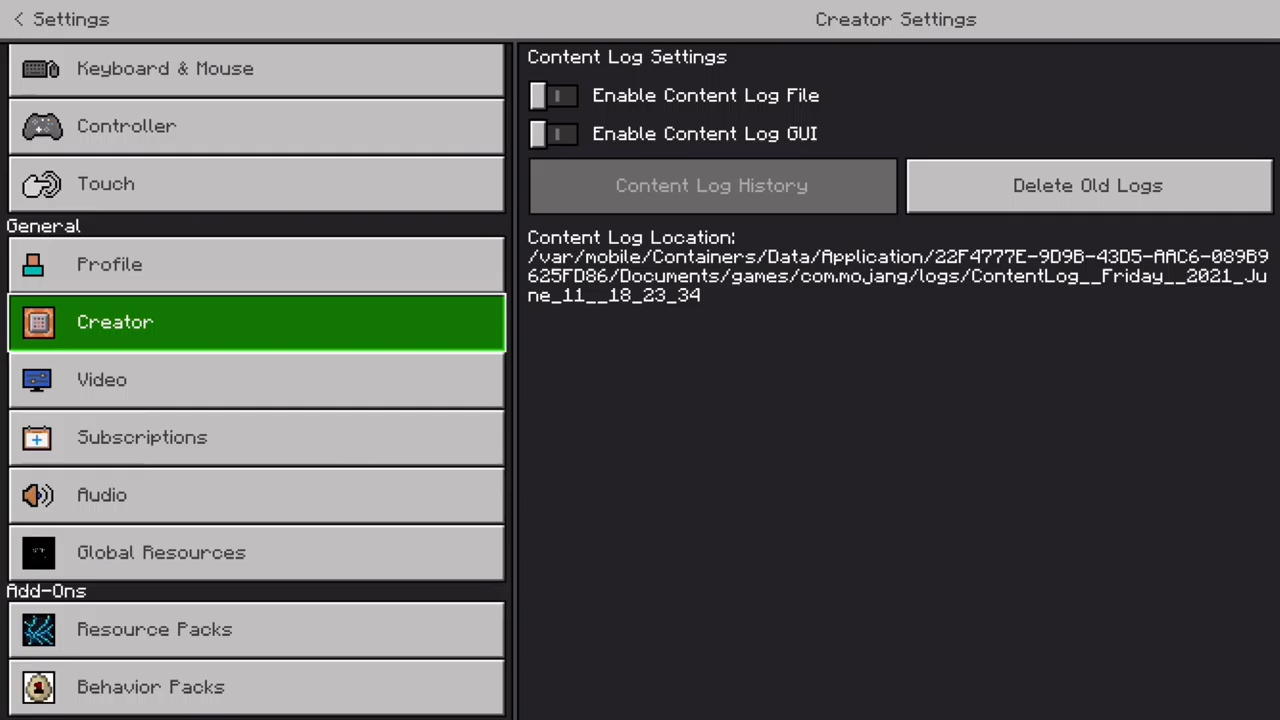 Settings
Creator Settings
Keyboard & Mouse
Controller
Touch
General
Profile
Creator
Video
Subscriptions
Audio
Global Resources
Add-Ons
Resource Packs
Behavior Packs
Content Log Settings
Enable Content Log File
Enable Content Log GUI
Content Log History
Delete Old Logs
Content Log Location:
/var/mobile/Containers/Data/Application/22F4777E-9D9B-43D5-AAC6-089B9
625FD86/Documents/games/com.mojang/logs/ContentLog__Friday__2021_Ju
ne_11__18_23_34